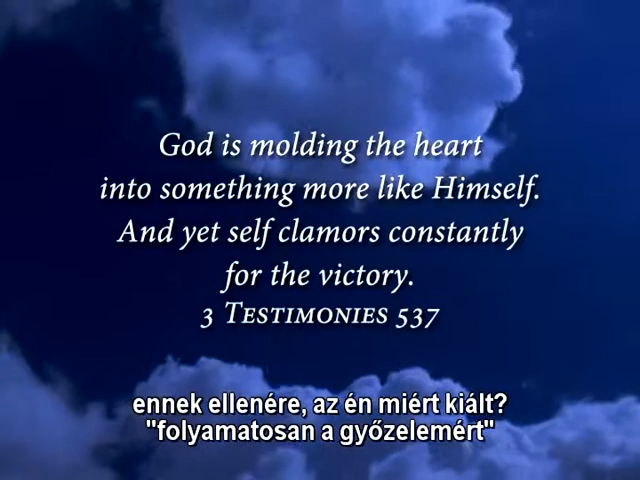 God is molding the heart
into something more like Himself.
And yet self clamors constantly
for the victory.
3 TESTIMONIES 537
ennek ellenére, az én miért kiált?
"folyamatosan a győzelemért"